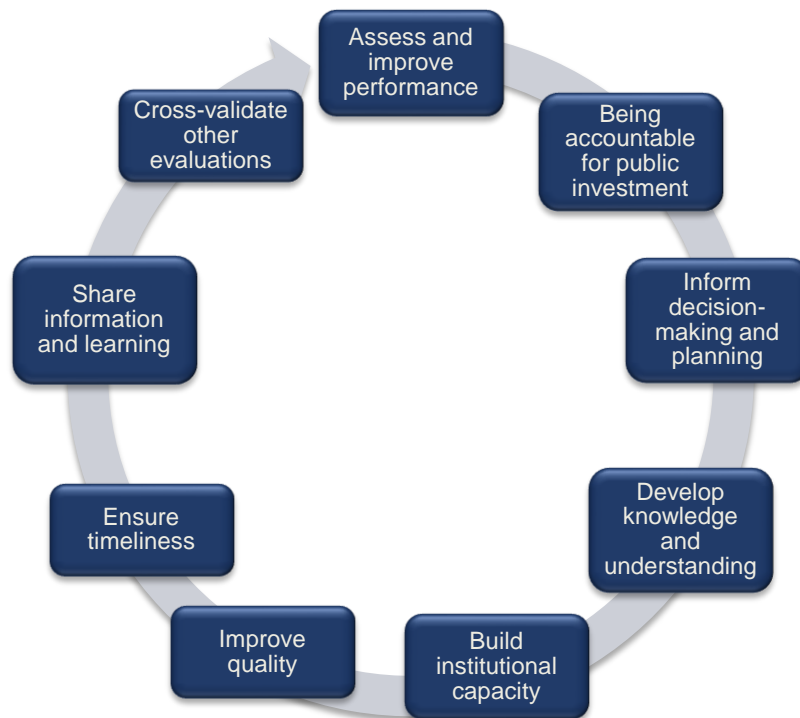 Assess and
improve
performance
Being
accountable
for public
investment
Inform
decision-
making and
planning
Develop
knowledge
and
understanding
Build
institutional
capacity
Improve
quality
Ensure
timeliness
Share
information
and learning
Cross-validate
other
evaluations